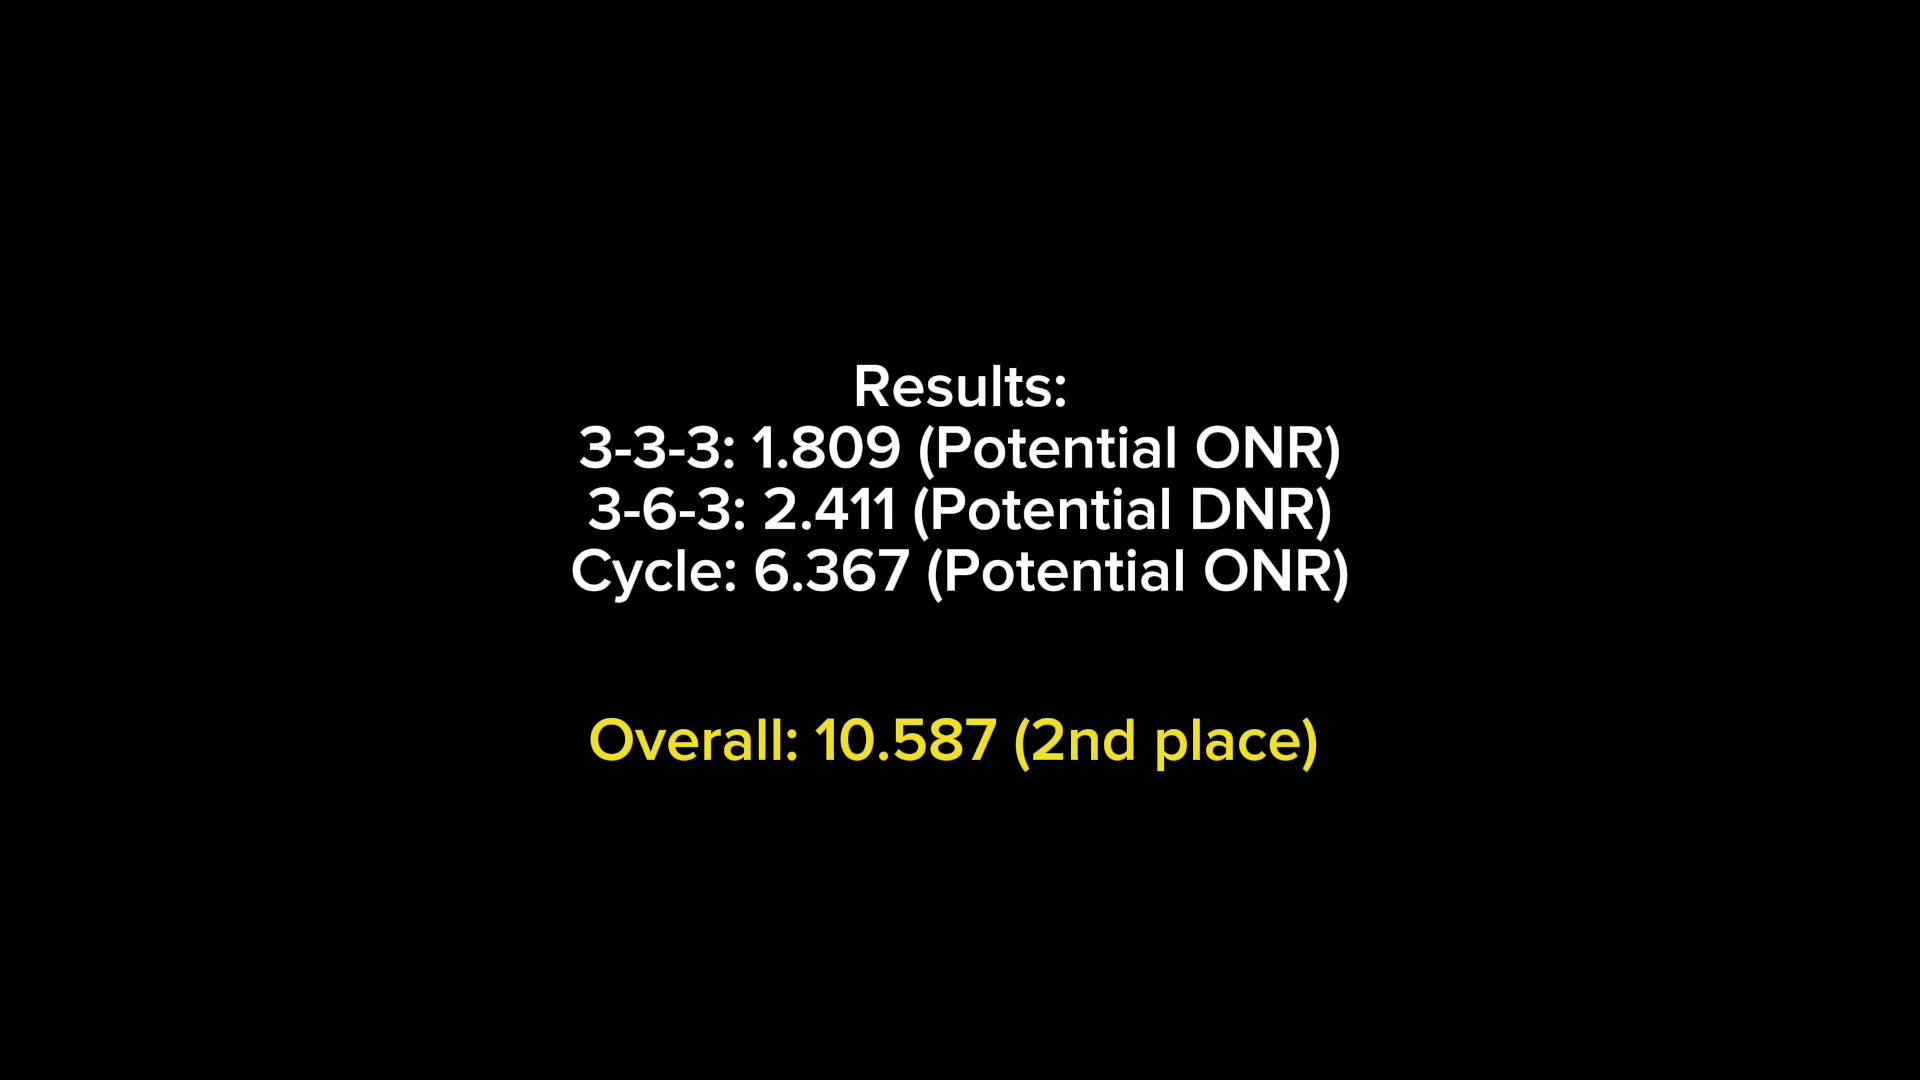 Results:
3-3-3: 1.809 (Potential ONR)
3-6-3: 2.411 (Potential DNR)
Cycle: 6.367 (Potential ONR)
Overall: 10.587 (2nd place)